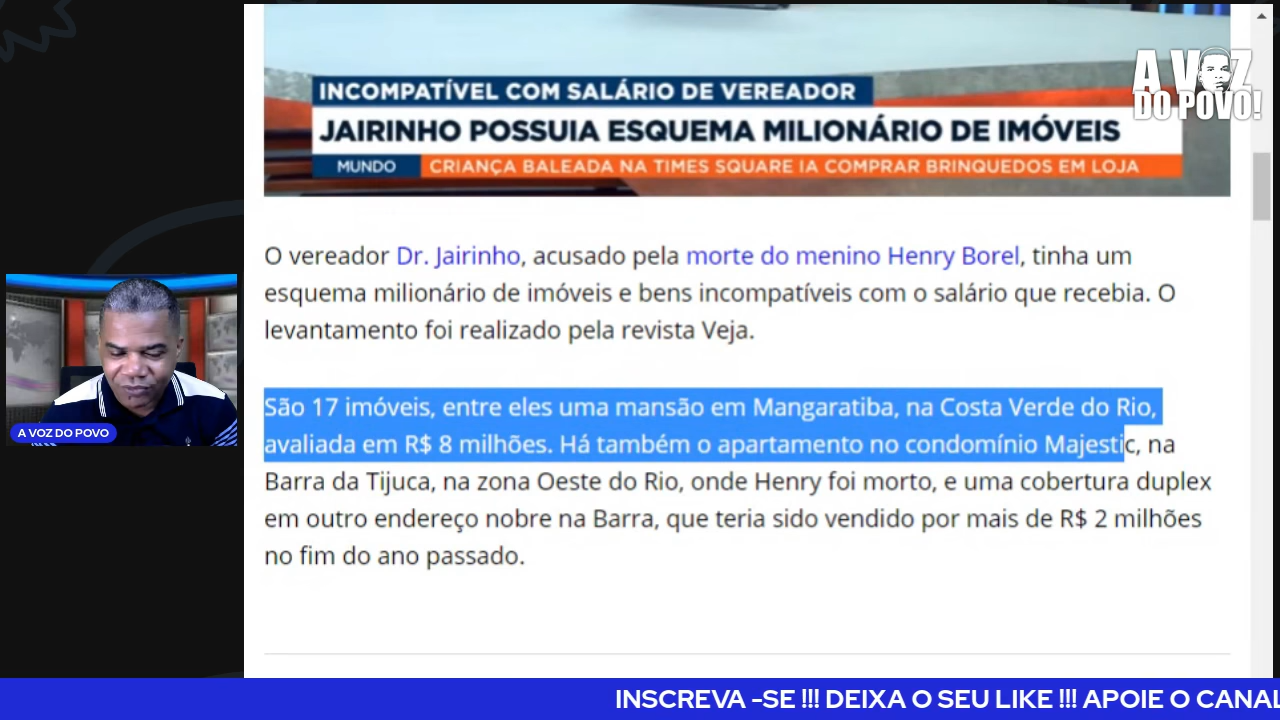 A VOZ
DO POVO!
INCOMPATÍVEL COM SALÁRIO DE VEREADOR
JAIRINHO POSSUIA ESQUEMA MILIONÁRIO DE IMÓVEIS
MUNDO CRIANÇA BALEADA NA TIMES SQUARE IA COMPRAR BRINQUEDOS EM LOJA
O vereador Dr. Jairinho, acusado pela morte do menino Henry Borel, tinha um
esquema milionário de imóveis e bens incompatíveis com o salário que recebia. O
levantamento foi realizado pela revista Veja.
São 17 imóveis, entre eles uma mansão em Mangaratiba, na Costa Verde do Rio,
avaliada em R$ 8 milhões. Há também o apartamento no condomínio Majestic, na
Barra da Tijuca, na zona Oeste do Rio, onde Henry foi morto, e uma cobertura duplex
em outro endereço nobre na Barra, que teria sido vendido por mais de R$ 2 milhões
no fim do ano passado.
A VOZ DO POVO
INSCREVA -SE !!! DEIXA O SEU LIKE !!! APOIE O CANAL